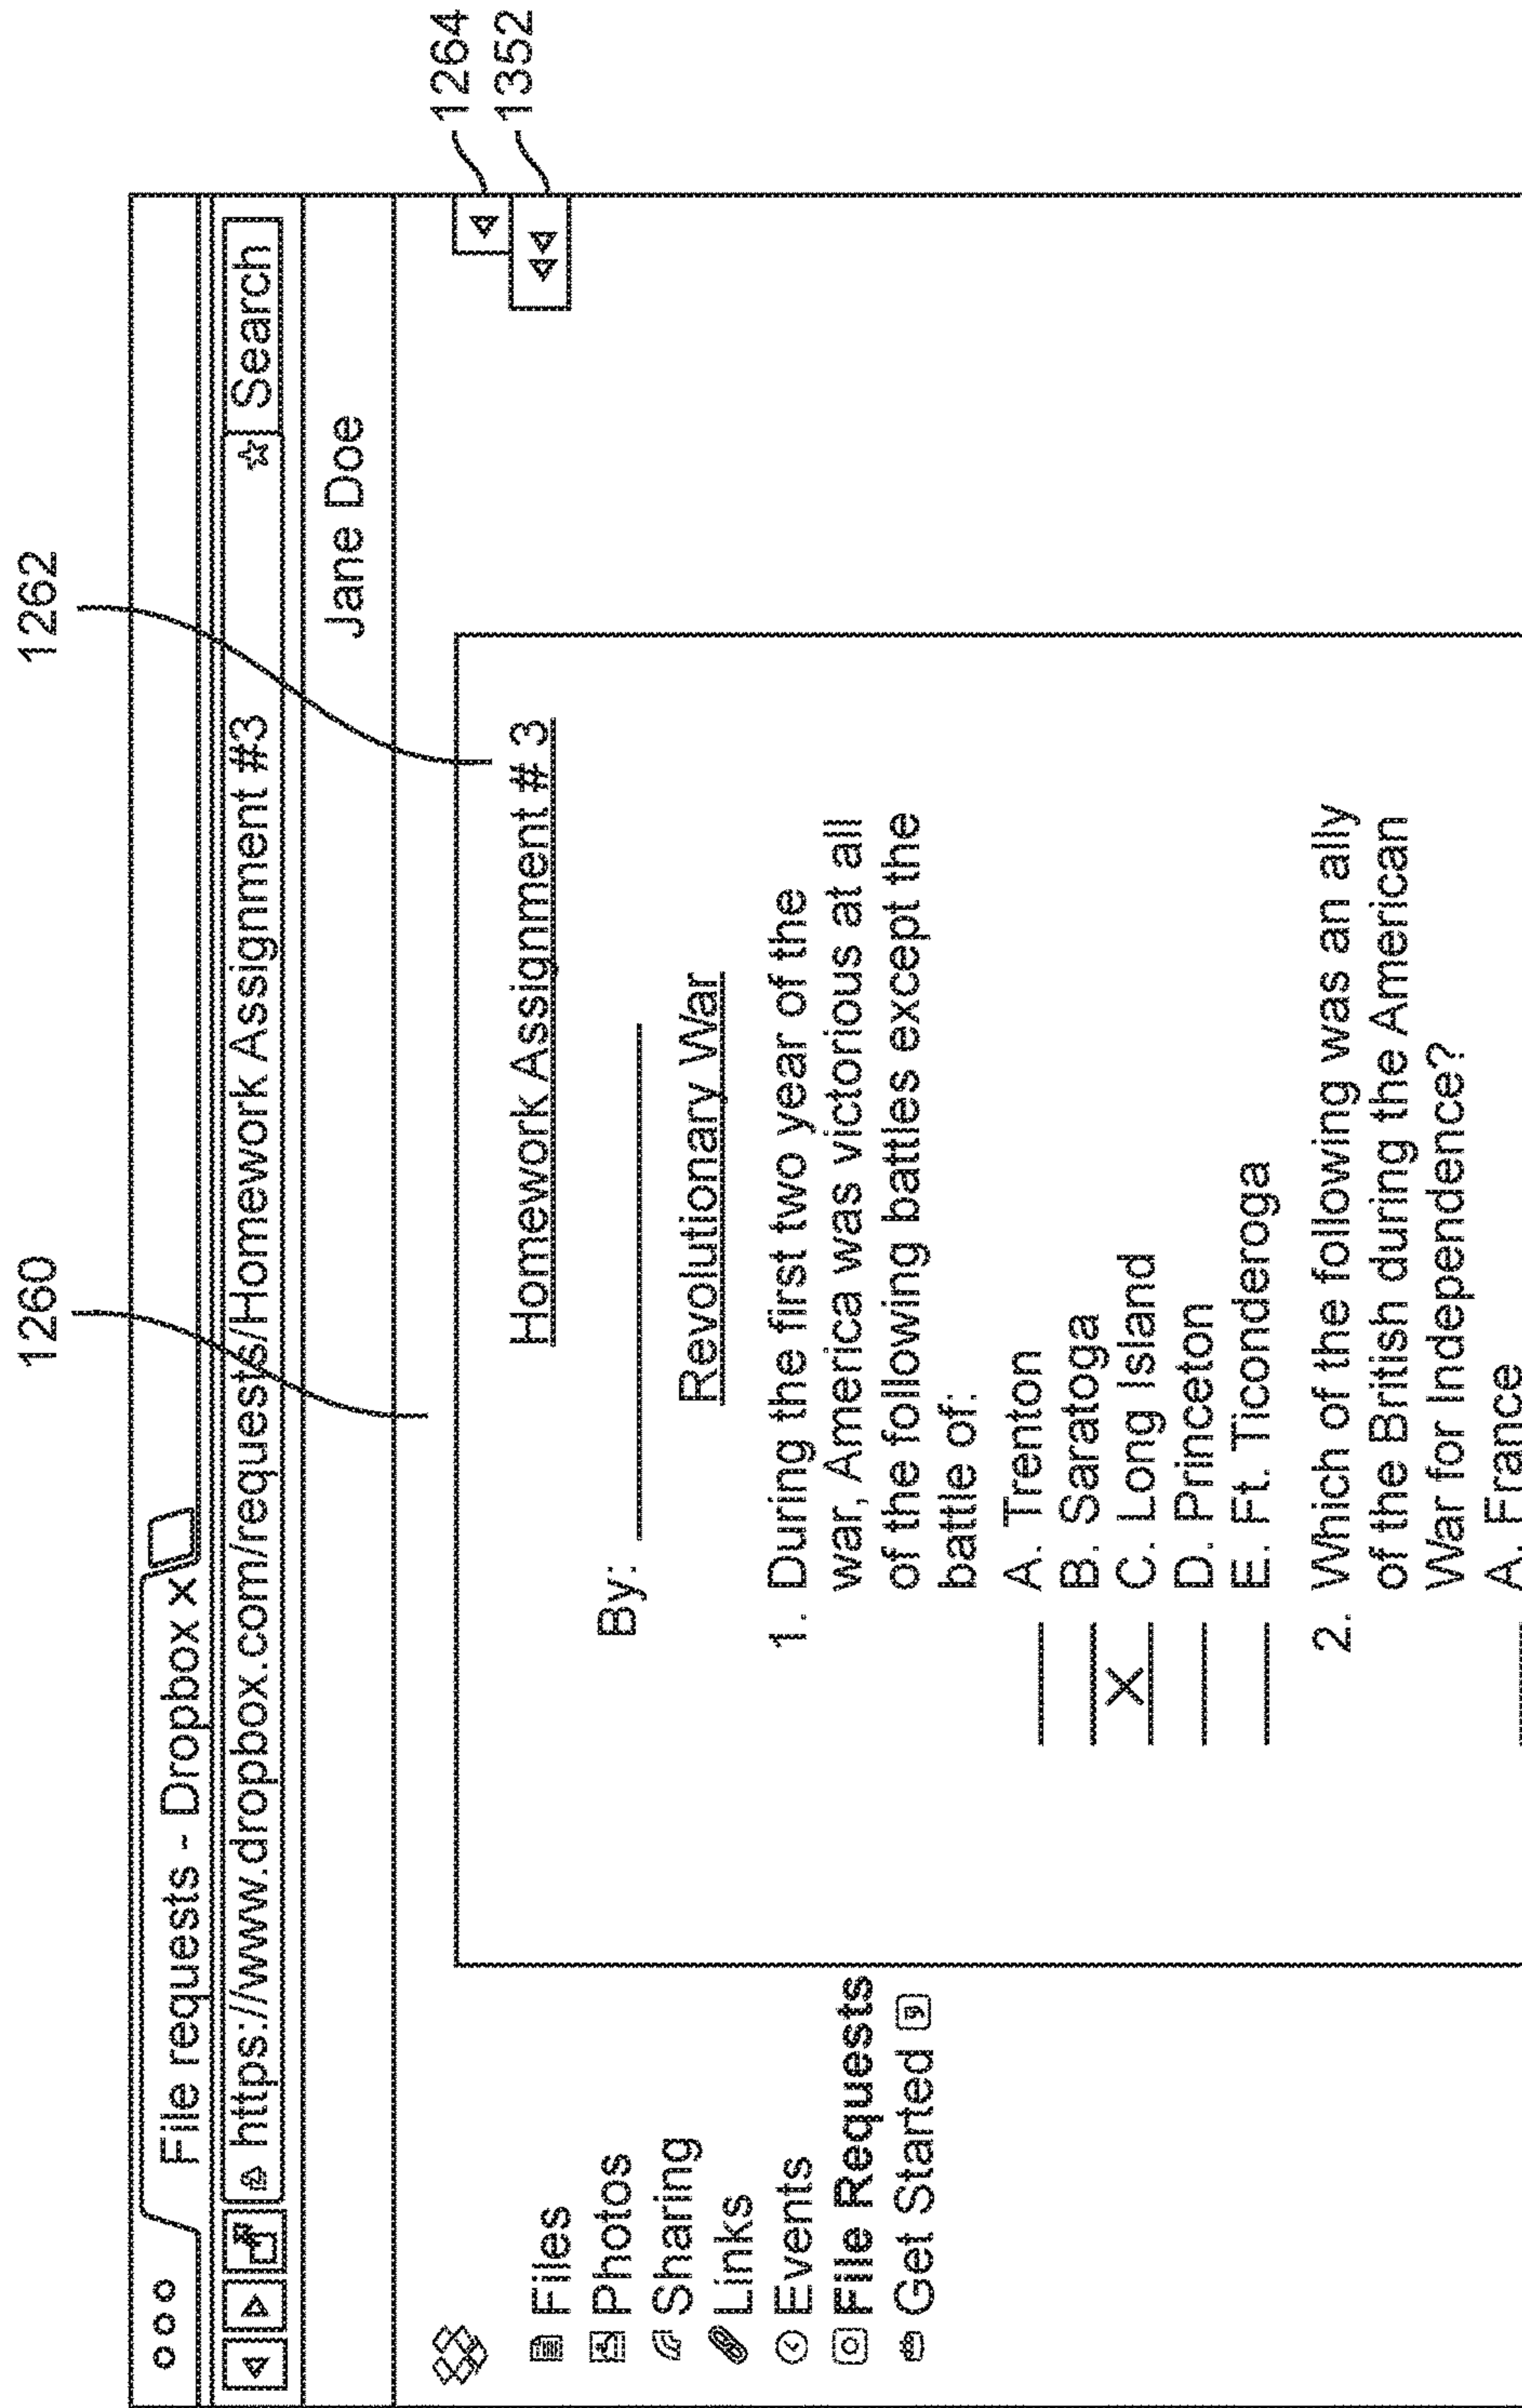 1260
1262
File requests - Dropbox X
https://www.dropbox.com/requests/Homework Assignment #3
Search
Jane Doe
1264
1352
Files
Photos
Sharing
Links
Events
File Requests
Get Started
Homework Assignment # 3
By:
Revolutionary War
1. During the first two year of the
war, America was victorious at all
of the following battles except the
battle of:
A. Trenton
B. Saratoga
X C. Long Island
D. Princeton
E. Ft. Ticonderoga
2. Which of the following was an ally
of the British during the American
War for Independence?
A. France